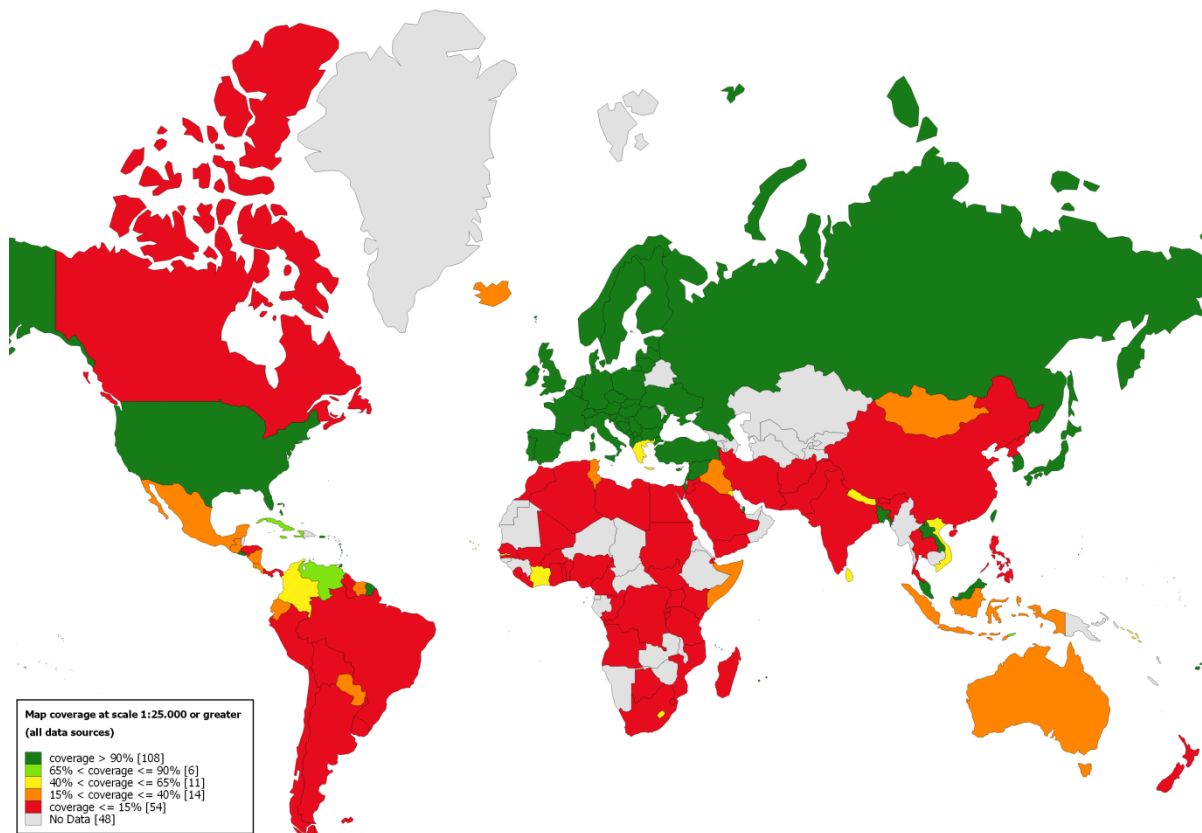 Map coverage at scale 1:25.000 or greater
(all data sources)
coverage > 90% [108]
65% < coverage <= 90% [6]
40% < coverage <= 65% [11]
15% < coverage <= 40% [14]
coverage <= 15% [54]
No Data [48]